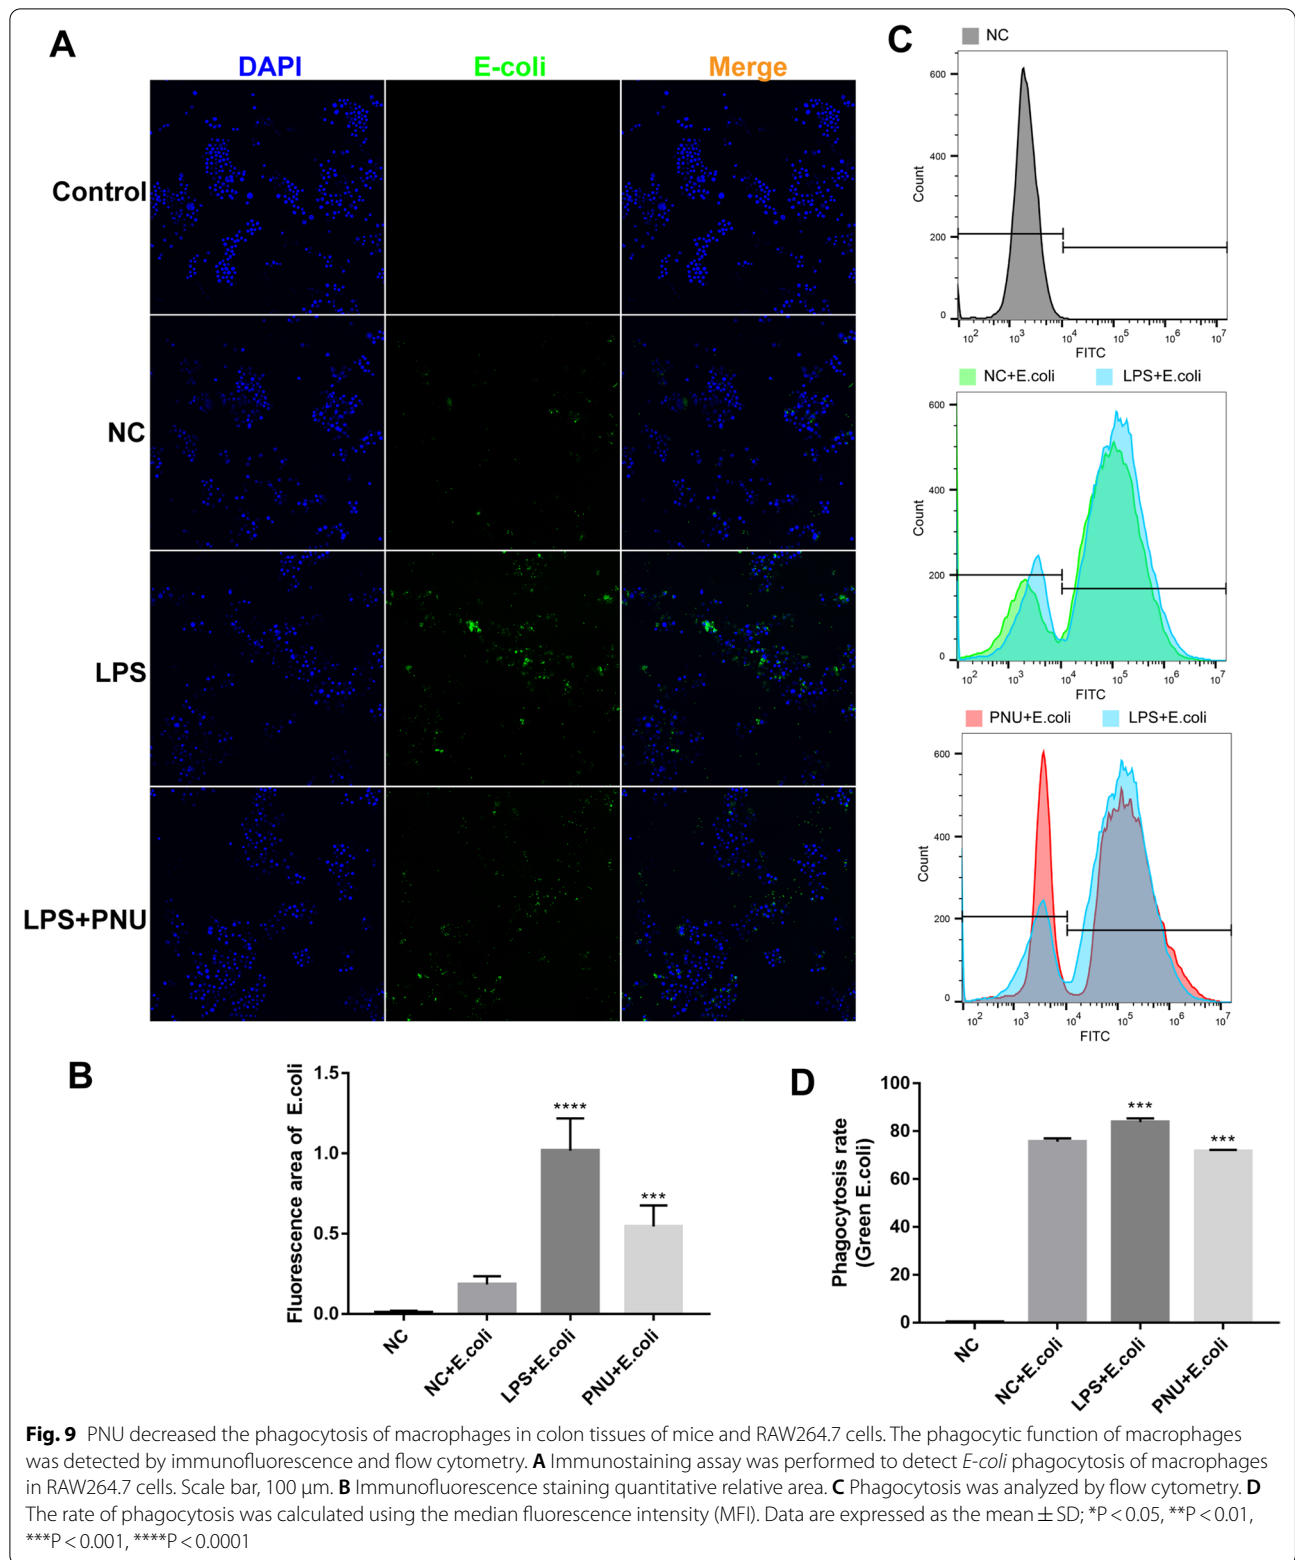 A
DAPI E-coli Merge
Control
NC
LPS
LPS+PNU
C
NC
600
400
200
0
Count
10² 10³ 10⁴ 10⁵ 10⁶ 10⁷
FITC
NC+E.coli LPS+E.coli
600
400
200
0
Count
10² 10³ 10⁴ 10⁵ 10⁶ 10⁷
FITC
PNU+E.coli LPS+E.coli
600
400
200
0
Count
10² 10³ 10⁴ 10⁵ 10⁶ 10⁷
FITC
B
Fluorescence area of E.coli
1.5
1.0
0.5
0.0
****
***
NC
NC+E.coli
LPS+E.coli
PNU+E.coli
D
Phagocytosis rate
(Green E.coli)
100
80
60
40
20
0
***
***
NC
NC+E.coli
LPS+E.coli
PNU+E.coli
Fig. 9 PNU decreased the phagocytosis of macrophages in colon tissues of mice and RAW264.7 cells. The phagocytic function of macrophages
was detected by immunofluorescence and flow cytometry. A Immunostaining assay was performed to detect E-coli phagocytosis of macrophages
in RAW264.7 cells. Scale bar, 100 µm. B Immunofluorescence staining quantitative relative area. C Phagocytosis was analyzed by flow cytometry. D
The rate of phagocytosis was calculated using the median fluorescence intensity (MFI). Data are expressed as the mean ± SD; *P < 0.05, **P < 0.01,
***P < 0.001, ****P < 0.0001